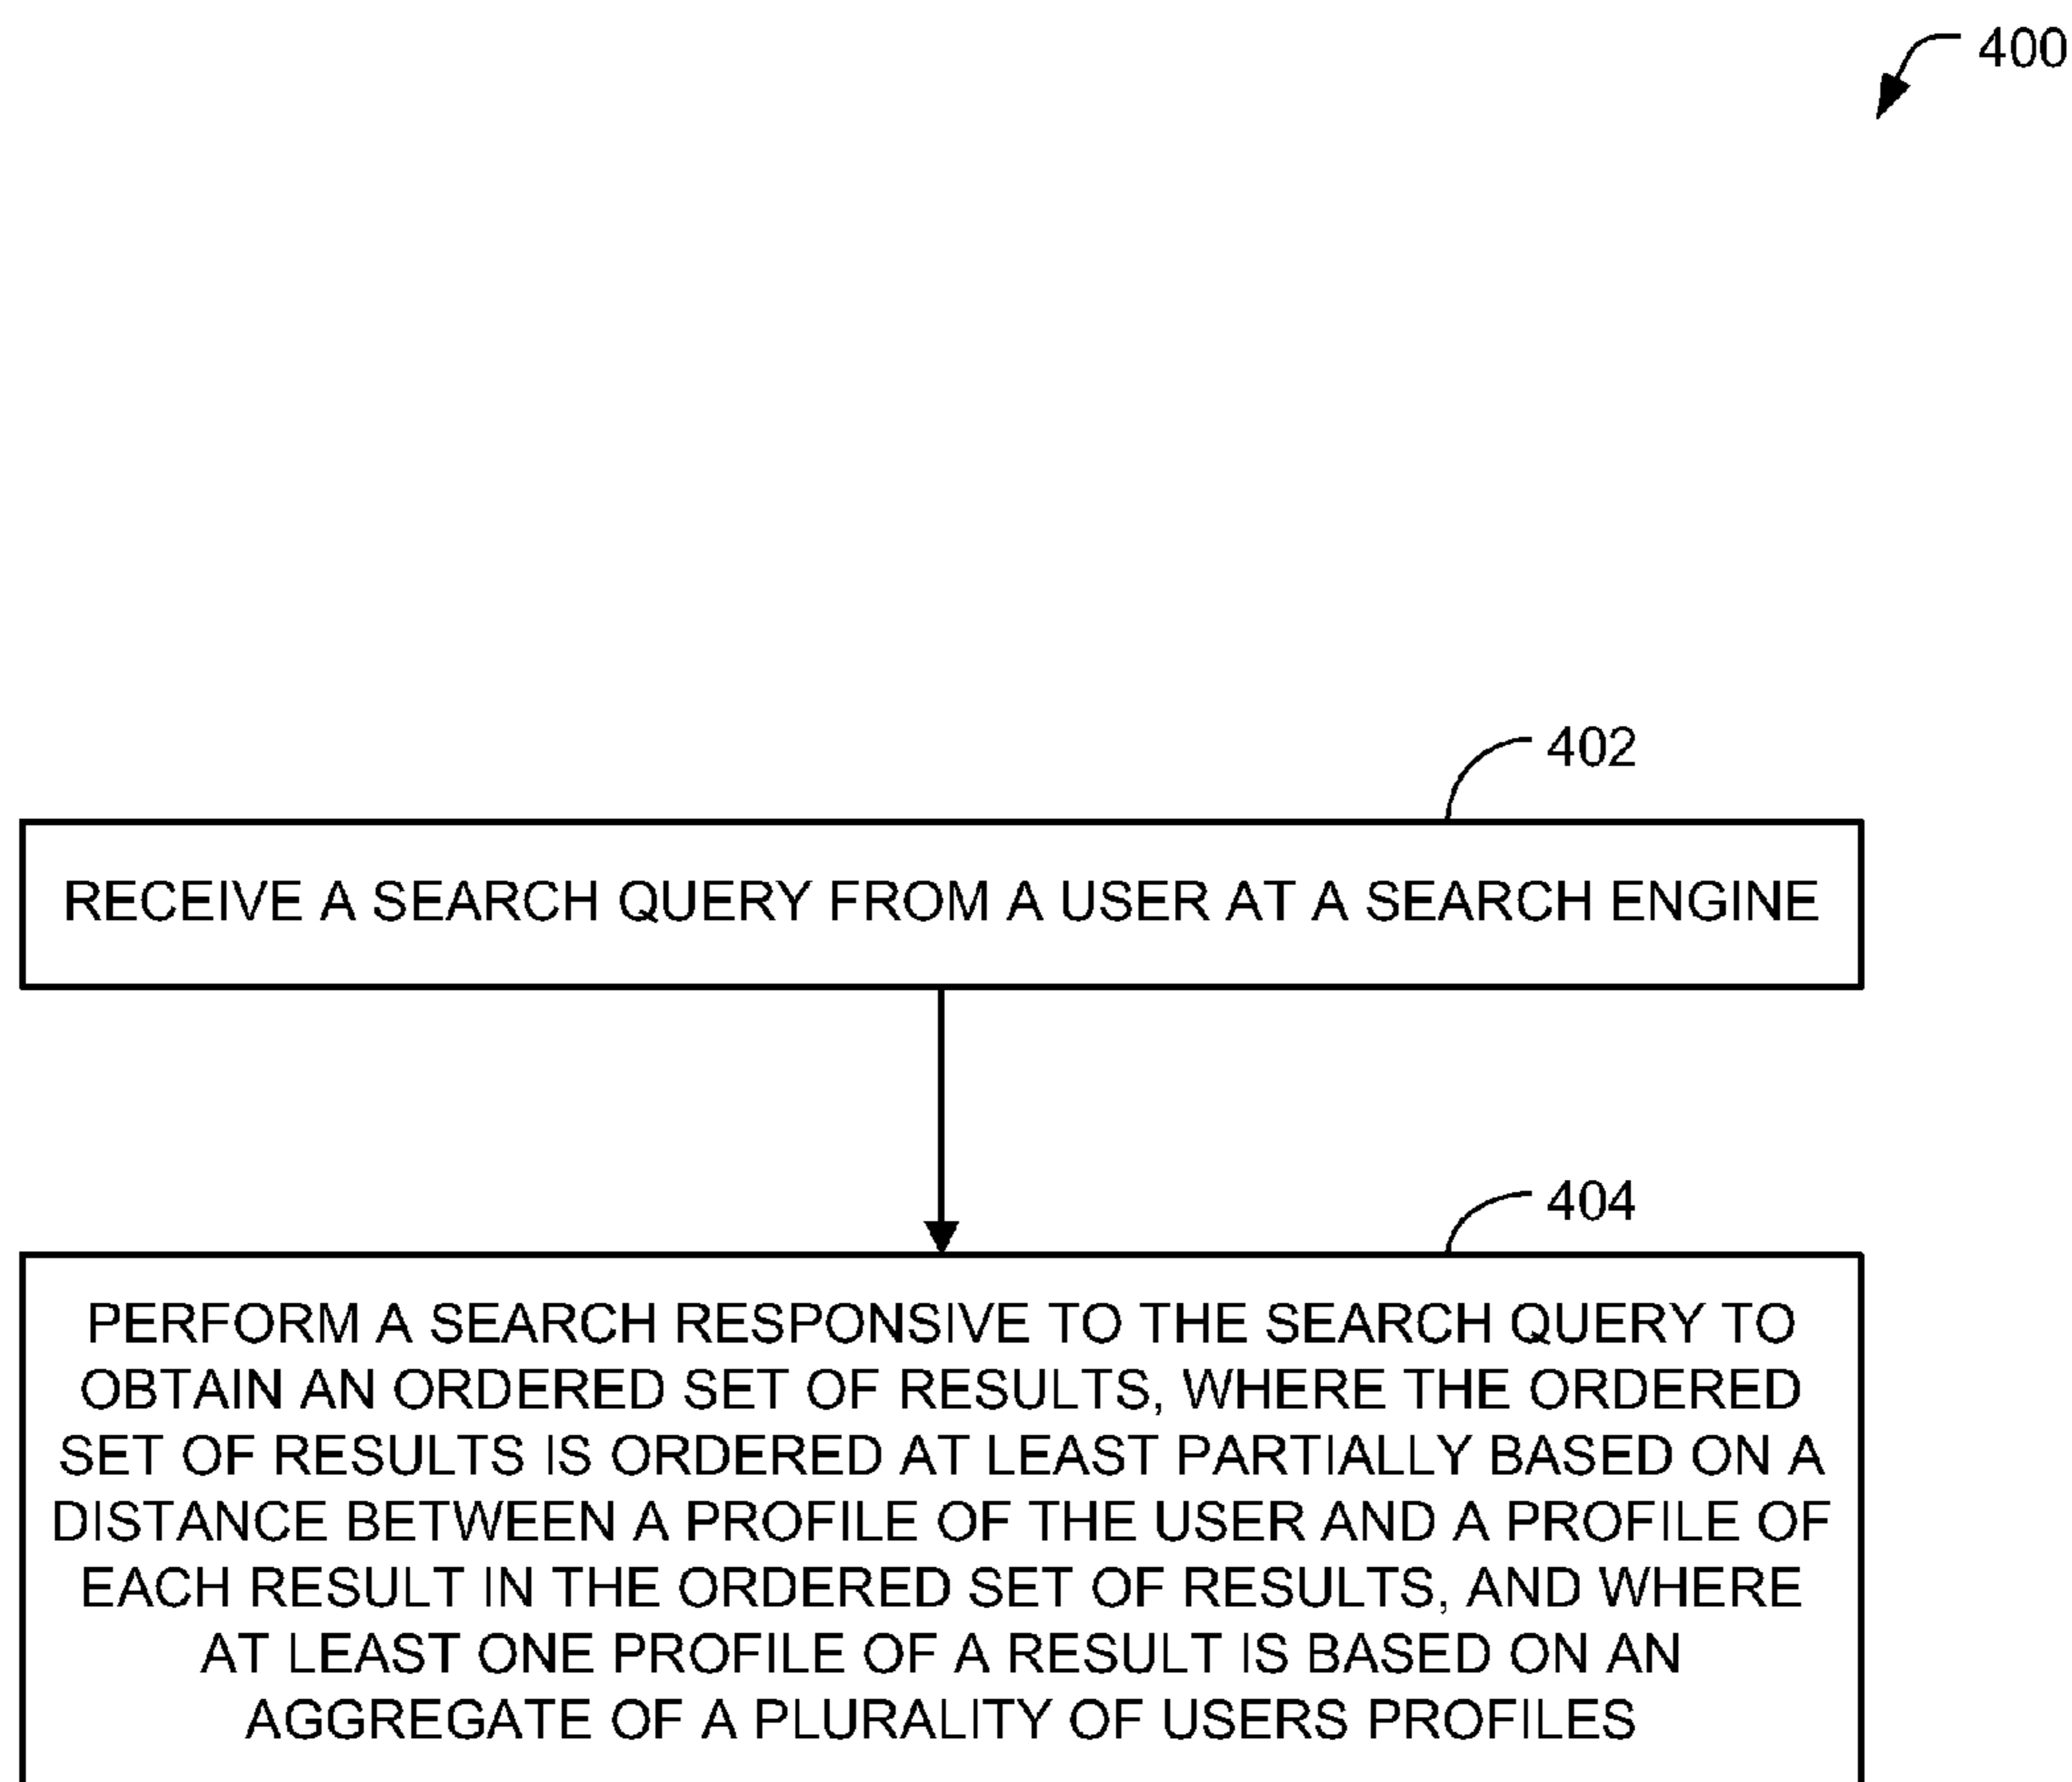 400
402
RECEIVE A SEARCH QUERY FROM A USER AT A SEARCH ENGINE
404
PERFORM A SEARCH RESPONSIVE TO THE SEARCH QUERY TO
OBTAIN AN ORDERED SET OF RESULTS, WHERE THE ORDERED
SET OF RESULTS IS ORDERED AT LEAST PARTIALLY BASED ON A
DISTANCE BETWEEN A PROFILE OF THE USER AND A PROFILE OF
EACH RESULT IN THE ORDERED SET OF RESULTS, AND WHERE
AT LEAST ONE PROFILE OF A RESULT IS BASED ON AN
AGGREGATE OF A PLURALITY OF USERS PROFILES